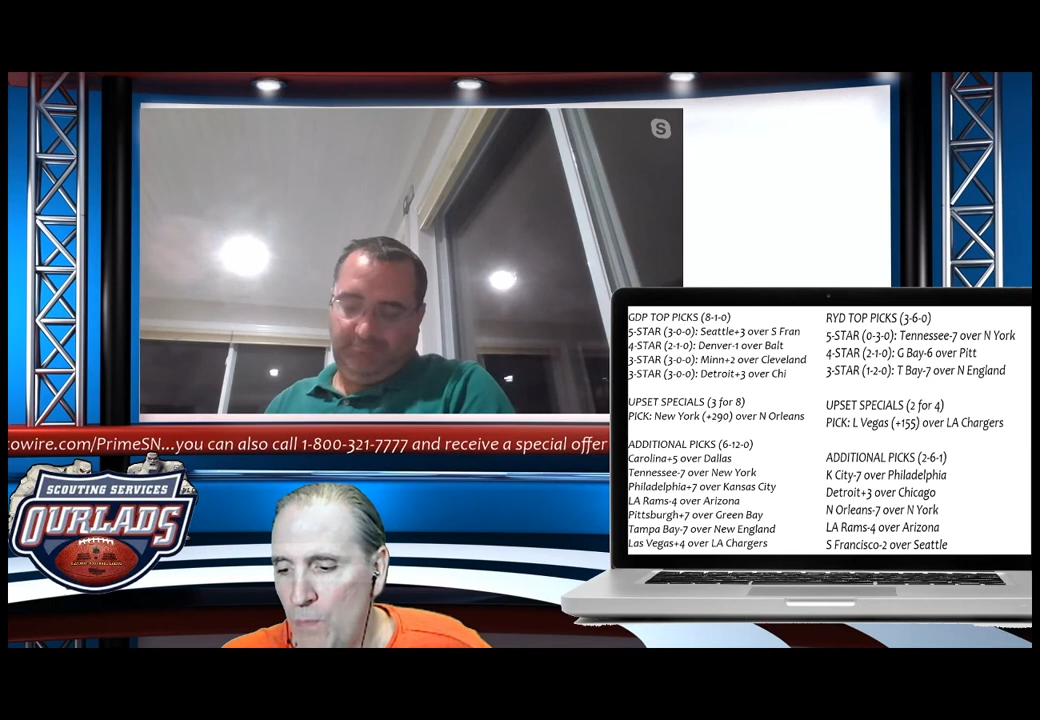 S
GDP TOP PICKS (8-1-0)
5-STAR (3-0-0): Seattle+3 over S Fran
4-STAR (2-1-0): Denver-1 over Balt
3-STAR (3-0-0): Minn+2 over Cleveland
3-STAR (3-0-0): Detroit+3 over Chi
UPSET SPECIALS (3 for 8)
PICK: New York (+290) over N Orleans
ADDITIONAL PICKS (6-12-0)
Carolina+5 over Dallas
Tennessee-7 over New York
Philadelphia+7 over Kansas City
LA Rams-4 over Arizona
Pittsburgh+7 over Green Bay
Tampa Bay-7 over New England
Las Vegas+4 over LA Chargers
RYD TOP PICKS (3-6-0)
5-STAR (0-3-0): Tennessee-7 over N York
4-STAR (2-1-0): G Bay-6 over Pitt
3-STAR (1-2-0): T Bay-7 over N England
UPSET SPECIALS (2 for 4)
PICK: L Vegas (+155) over LA Chargers
ADDITIONAL PICKS (2-6-1)
K City-7 over Philadelphia
Detroit+3 over Chicago
N Orleans-7 over N York
LA Rams-4 over Arizona
S Francisco-2 over Seattle
owire.com/PrimeSN...you can also call 1-800-321-7777 and receive a special offer
SCOUTING SERVICES
OURLADS